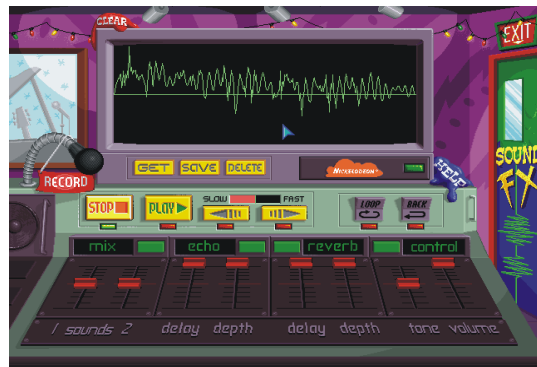 CLEAR
EXIT
GET SAVE DELETE
NICKELODEON
HELP
RECORD
SOUND
FX
STOP PLAY SLOW FAST LOOP BACK
mix echo reverb control
1 sounds 2 delay depth delay depth tone volume